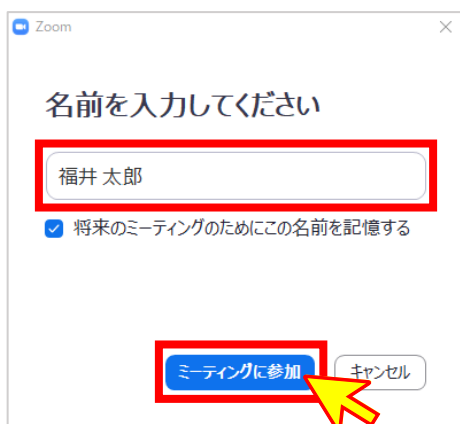 Zoom
名前を入力してください
福井 太郎
将来のミーティングのためにこの名前を記憶する
ミーティングに参加
キャンセル